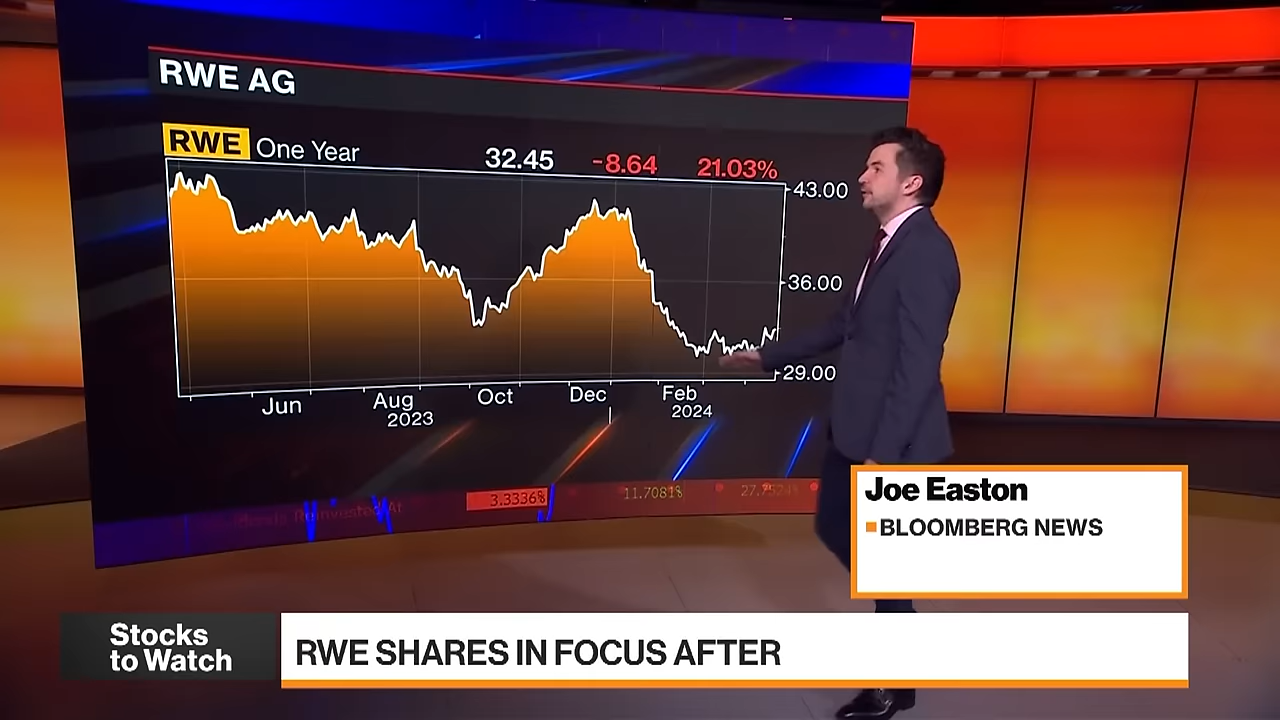 RWE AG
RWE One Year 32.45 -8.64 21.03%
43.00
36.00
29.00
Jun Aug Oct Dec Feb
2023 2024
3.3336% 11.7081%
Joe Easton
BLOOMBERG NEWS
Stocks
to Watch
RWE SHARES IN FOCUS AFTER